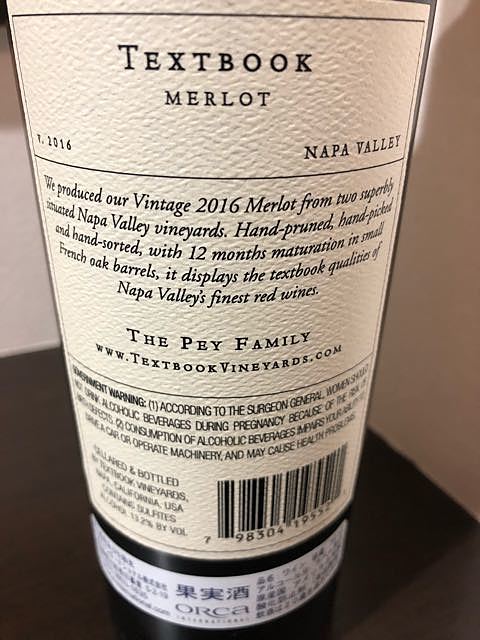 TEXTBOOK
MERLOT
V. 2016
NAPA VALLEY
We produced our Vintage 2016 Merlot from two superbly
situated Napa Valley vineyards. Hand-pruned, hand-picked
and hand-sorted, with 12 months maturation in small
French oak barrels, it displays the textbook qualities of
Napa Valley's finest red wines.
THE PEY FAMILY
WWW.TEXTBOOKVINEYARDS.COM
GOVERNMENT WARNING: (1) ACCORDING TO THE SURGEON GENERAL, WOMEN SHOULD
NOT DRINK ALCOHOLIC BEVERAGES DURING PREGNANCY BECAUSE OF THE RISK OF
BIRTH DEFECTS. (2) CONSUMPTION OF ALCOHOLIC BEVERAGES IMPAIRS YOUR ABILITY TO
DRIVE A CAR OR OPERATE MACHINERY, AND MAY CAUSE HEALTH PROBLEMS
CELLARED & BOTTLED
TEXTBOOK VINEYARDS,
NAPA, CALIFORNIA, USA
CONTAINS SULFITES
ALCOHOL 13.2% BY VOL
7 98304 19552
果実酒
ORCA
INTERNATIONAL